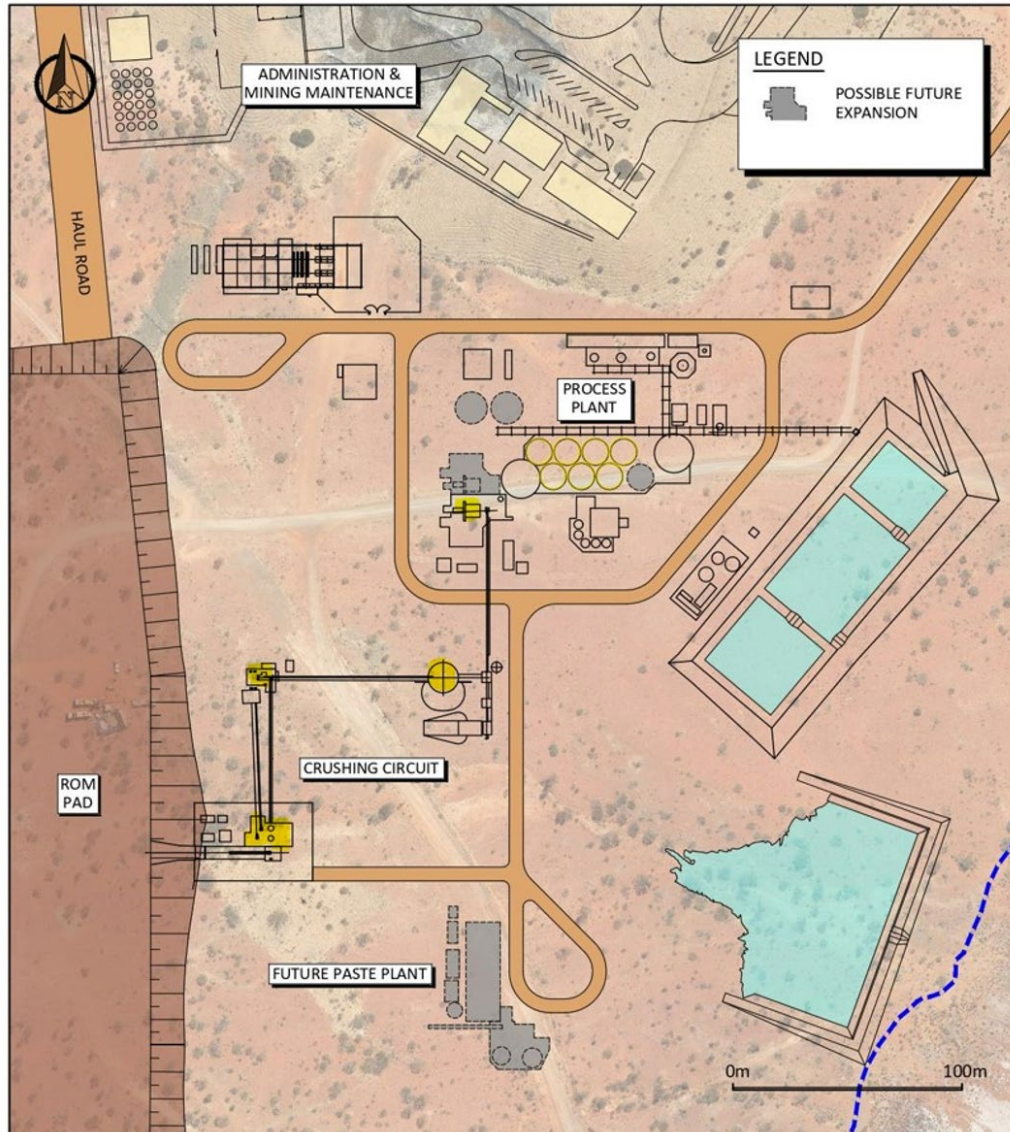 ADMINISTRATION &
MINING MAINTENANCE
LEGEND
POSSIBLE FUTURE
EXPANSION
N
HAUL ROAD
PROCESS
PLANT
CRUSHING CIRCUIT
ROM
PAD
FUTURE PASTE PLANT
0m
100m